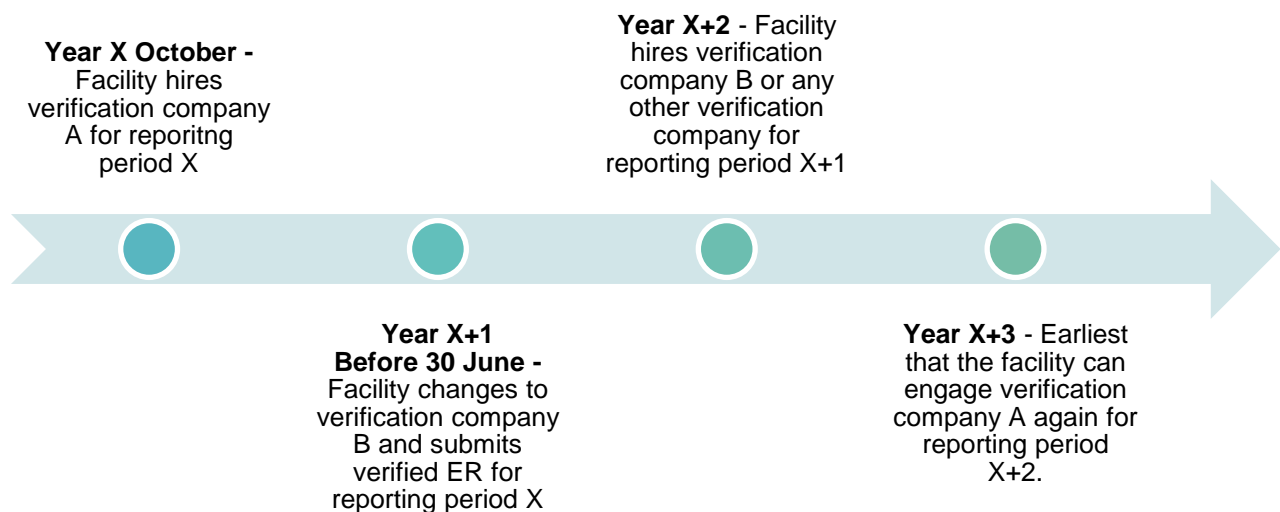 Year X October -
Facility hires
verification company
A for reporitng
period X
Year X+1
Before 30 June -
Facility changes to
verification company
B and submits
verified ER for
reporting period X
Year X+2 - Facility
hires verification
company B or any
other verification
company for
reporting period X+1
Year X+3 - Earliest
that the facility can
engage verification
company A again for
reporting period
X+2.